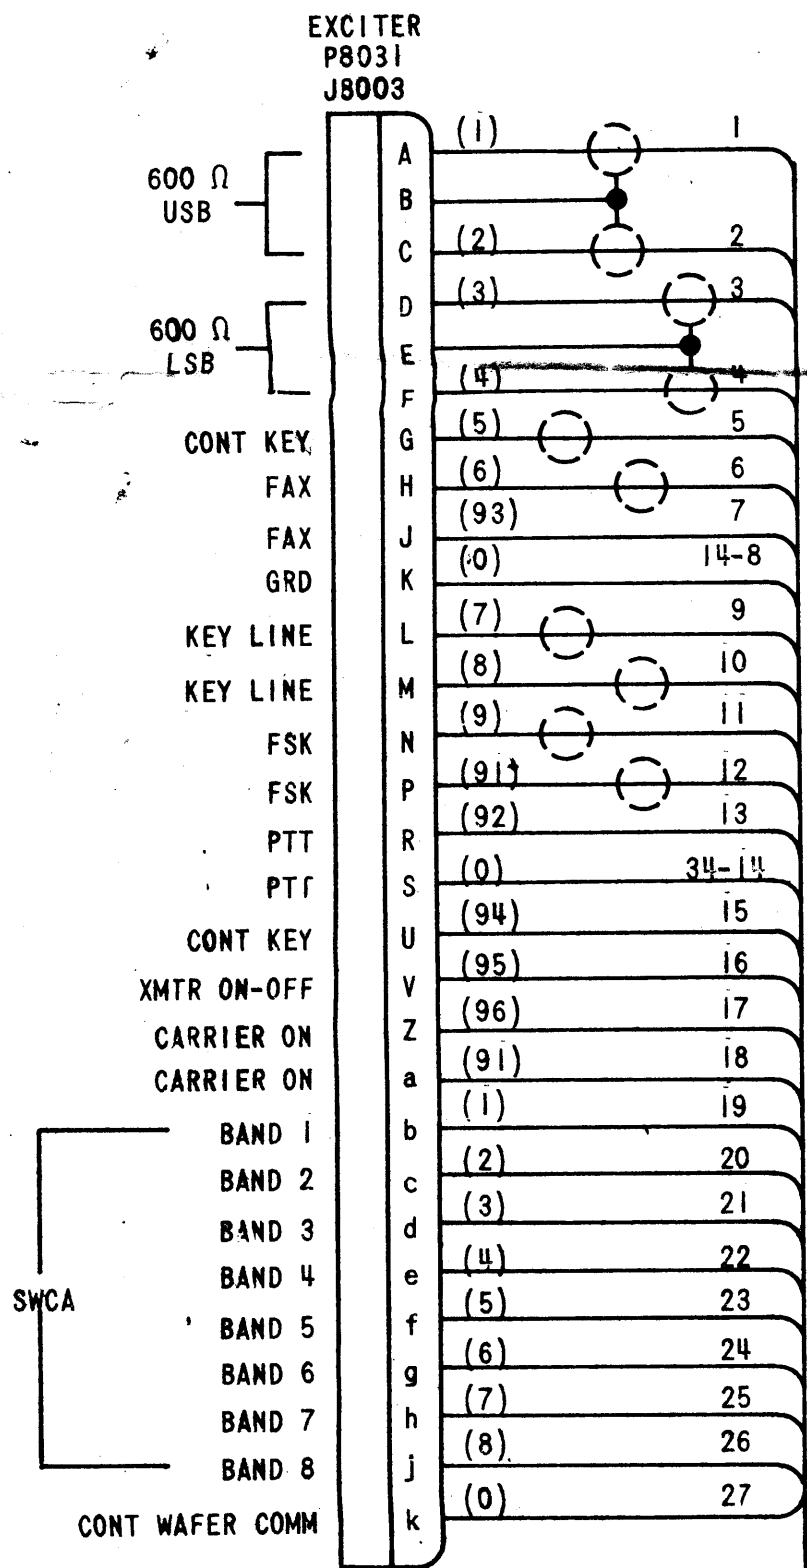 EXCITER
P8031
J8003
600 Ω
USB
600 Ω
LSB
SWCA
A (1) 1
B
C (2) 2
D (3) 3
E
F (4) 4
CONT KEY G (5) 5
FAX H (6) 6
FAX J (93) 7
GRD K (0) 14-8
KEY LINE L (7) 9
KEY LINE M (8) 10
FSK N (9) 11
FSK P (91) 12
PTT R (92) 13
PTT S (0) 34-14
CONT KEY U (94) 15
XMTR ON-OFF V (95) 16
CARRIER ON Z (96) 17
CARRIER ON a (91) 18
BAND 1 b (1) 19
BAND 2 c (2) 20
BAND 3 d (3) 21
BAND 4 e (4) 22
BAND 5 f (5) 23
BAND 6 g (6) 24
BAND 7 h (7) 25
BAND 8 j (8) 26
CONT WAFER COMM k (0) 27